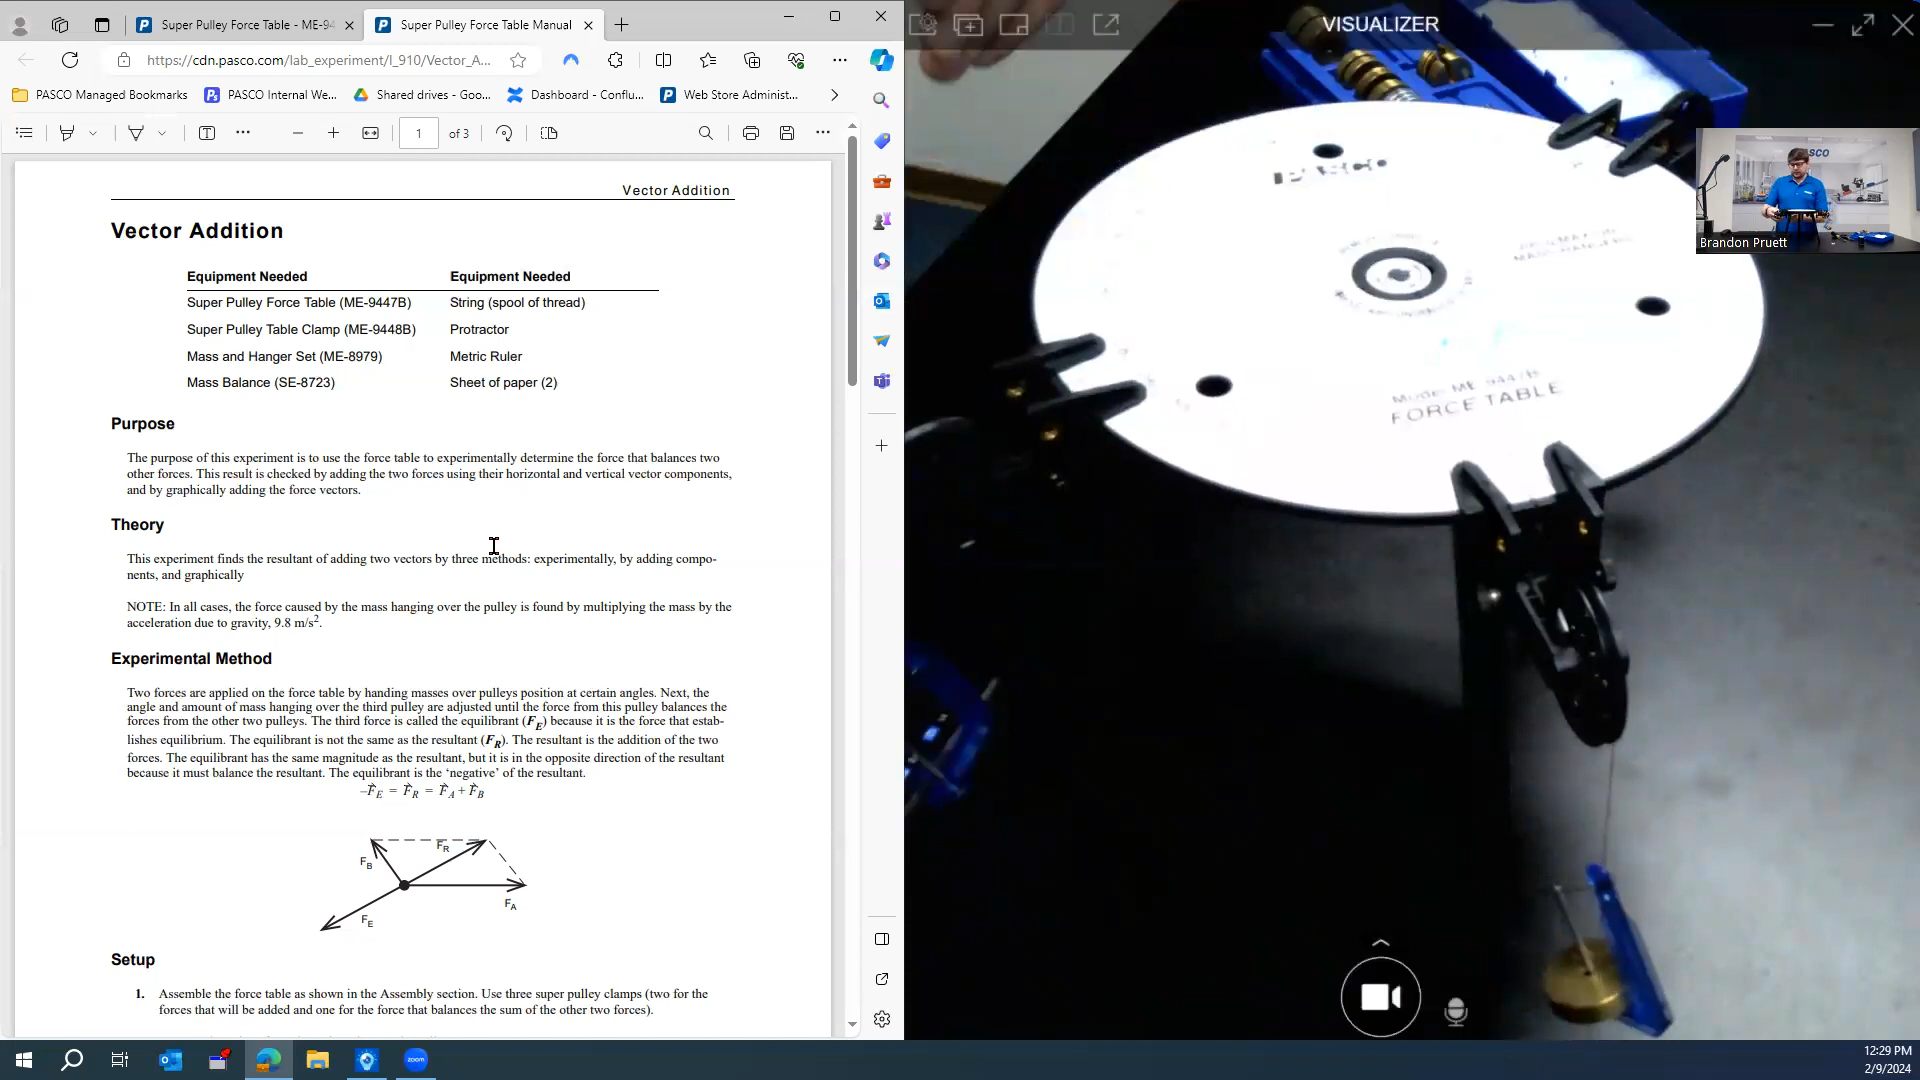 Super Pulley Force Table - ME-94
Super Pulley Force Table Manual
https://cdn.pasco.com/lab_experiment/I_910/Vector_A...
PASCO Managed Bookmarks
PASCO Internal We...
Shared drives - Goo...
Dashboard - Conflu...
Web Store Administ...
1 of 3
Vector Addition
Vector Addition
Equipment Needed Equipment Needed
Super Pulley Force Table (ME-9447B) String (spool of thread)
Super Pulley Table Clamp (ME-9448B) Protractor
Mass and Hanger Set (ME-8979) Metric Ruler
Mass Balance (SE-8723) Sheet of paper (2)
Purpose
The purpose of this experiment is to use the force table to experimentally determine the force that balances two
other forces. This result is checked by adding the two forces using their horizontal and vertical vector components,
and by graphically adding the force vectors.
Theory
This experiment finds the resultant of adding two vectors by three methods: experimentally, by adding compo-
nents, and graphically
NOTE: In all cases, the force caused by the mass hanging over the pulley is found by multiplying the mass by the
acceleration due to gravity, 9.8 m/s².
Experimental Method
Two forces are applied on the force table by handing masses over pulleys position at certain angles. Next, the
angle and amount of mass hanging over the third pulley are adjusted until the force from this pulley balances the
forces from the other two pulleys. The third force is called the equilibrant (F_E) because it is the force that estab-
lishes equilibrium. The equilibrant is not the same as the resultant (F_R). The resultant is the addition of the two
forces. The equilibrant has the same magnitude as the resultant, but it is in the opposite direction of the resultant
because it must balance the resultant. The equilibrant is the ‘negative’ of the resultant.
–F⃗_E = F⃗_R = F⃗_A + F⃗_B
F_R
F_B
F_A
F_E
Setup
1. Assemble the force table as shown in the Assembly section. Use three super pulley clamps (two for the
forces that will be added and one for the force that balances the sum of the other two forces).
VISUALIZER
PASCO
Model ME-9447B
FORCE TABLE
Brandon Pruett
zoom
12:29 PM
2/9/2024